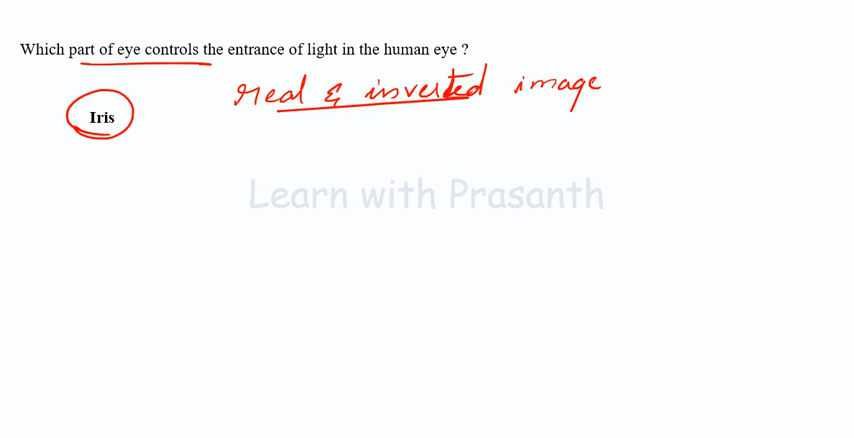 Which part of eye controls the entrance of light in the human eye ?
real & inverted image
Iris
Learn with Prasanth